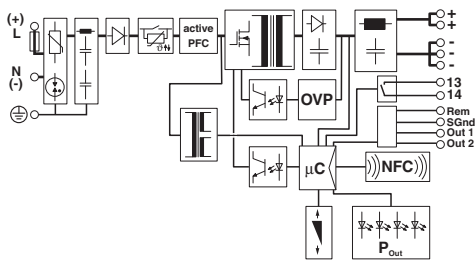 (+)
L
N
(-)
ϑ
active
PFC
+
+
-
-
-
OVP
13
14
Rem
SGnd
Out 1
Out 2
μC
NFC
P Out